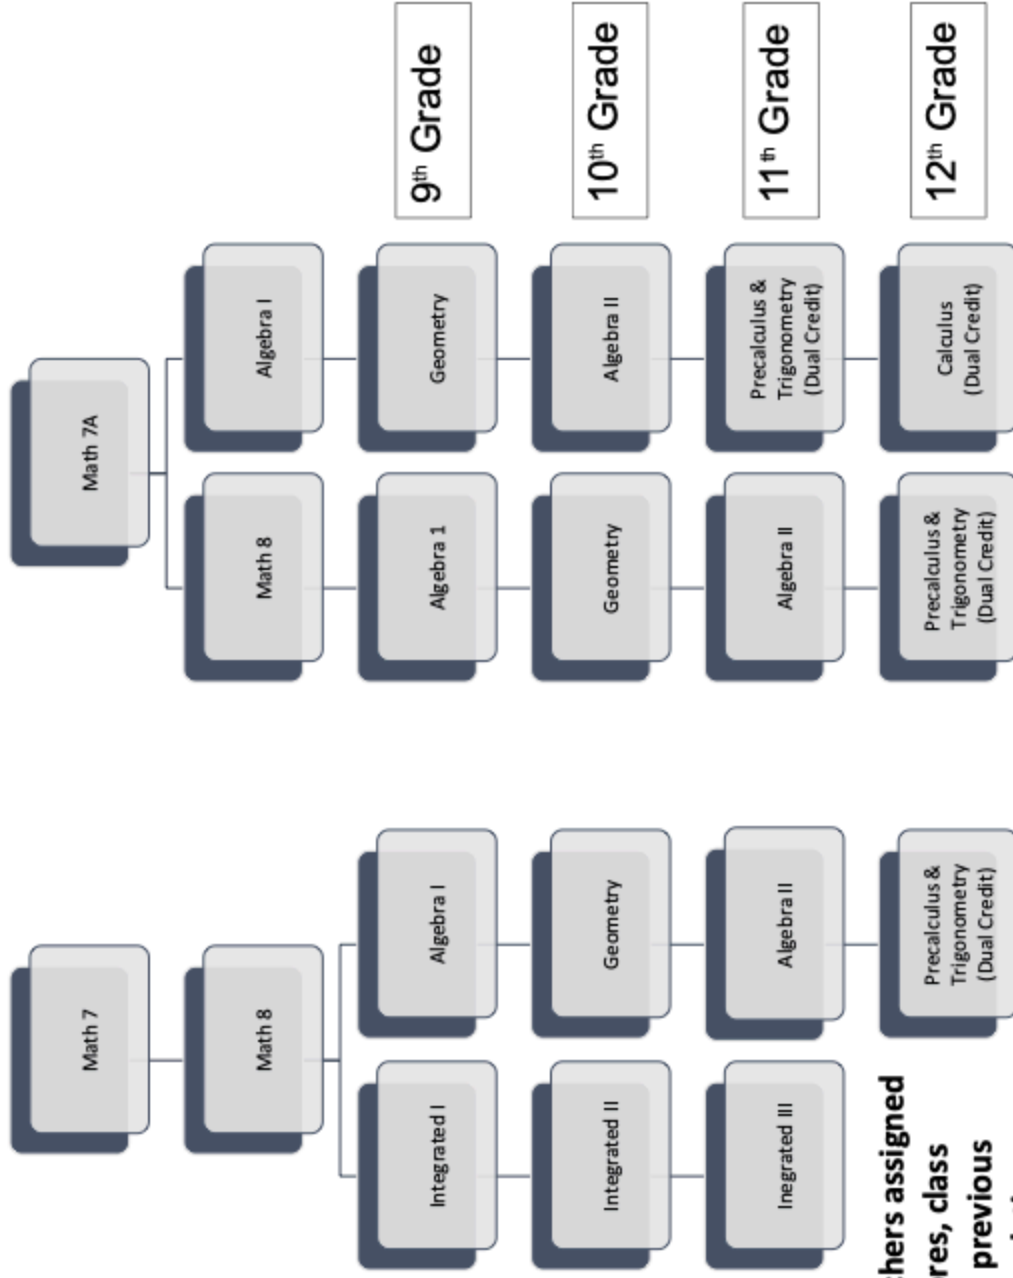 Math 7
Math 7A
Math 8
Math 8
Algebra I
Integrated I
Algebra I
Algebra 1
Geometry
9th Grade
Integrated II
Geometry
Geometry
Algebra II
10th Grade
Inegrated III
Algebra II
Algebra II
Precalculus &
Trigonometry
(Dual Credit)
11th Grade
Precalculus &
Trigonometry
(Dual Credit)
Precalculus &
Trigonometry
(Dual Credit)
Calculus
(Dual Credit)
12th Grade
assigned
class
previous